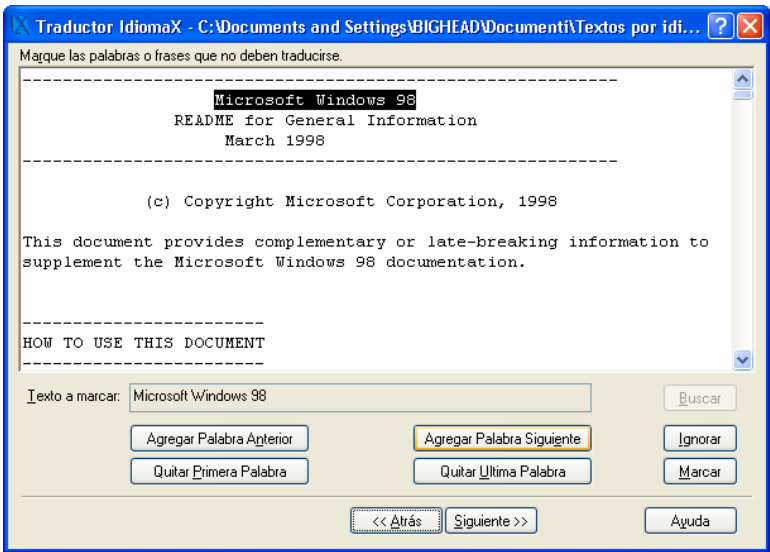 Traductor IdiomaX - C:\Documents and Settings\BIGHEAD\Documenti\Textos por idi...
Marque las palabras o frases que no deben traducirse.
-----------------------------------------------------------
Microsoft Windows 98
README for General Information
March 1998
-----------------------------------------------------------
(c) Copyright Microsoft Corporation, 1998
This document provides complementary or late-breaking information to
supplement the Microsoft Windows 98 documentation.
------------------------
HOW TO USE THIS DOCUMENT
------------------------
Texto a marcar: Microsoft Windows 98 Buscar
Agregar Palabra Anterior Agregar Palabra Siguiente Ignorar
Quitar Primera Palabra Quitar Ultima Palabra Marcar
<< Atrás Siguiente >> Ayuda